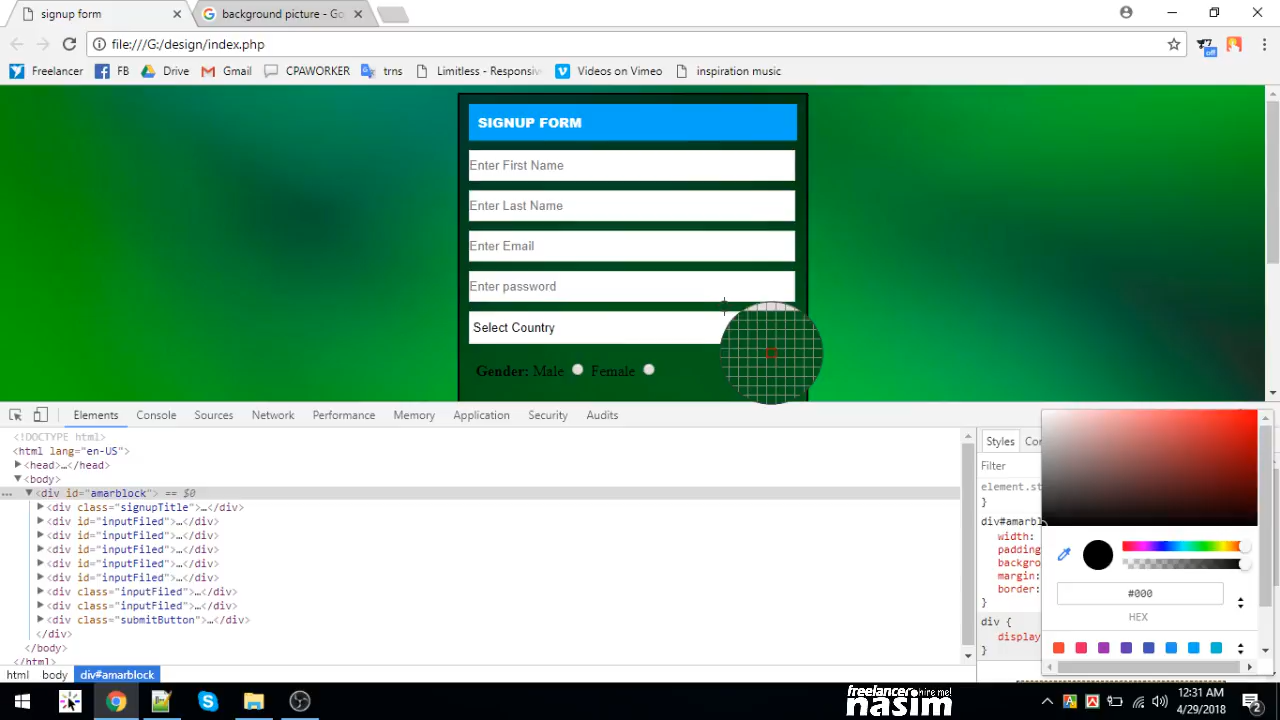 signup form
background picture - Go
file:///G:/design/index.php
Freelancer
FB
Drive
Gmail
CPAWORKER
trns
Limitless - Responsiv
Videos on Vimeo
inspiration music
off
SIGNUP FORM
Enter First Name
Enter Last Name
Enter Email
Enter password
Select Country
Gender: Male Female
Elements Console Sources Network Performance Memory Application Security Audits
<!DOCTYPE html>
<html lang="en-US">
<head>…</head>
<body>
… <div id="amarblock"> == $0
<div class="signupTitle">…</div>
<div id="inputFiled">…</div>
<div id="inputFiled">…</div>
<div id="inputFiled">…</div>
<div id="inputFiled">…</div>
<div id="inputFiled">…</div>
<div class="inputFiled">…</div>
<div class="inputFiled">…</div>
<div class="submitButton">…</div>
</div>
</body>
</html>
html body div#amarblock
Styles Co
Filter
element.st
}
div#amarbl
width:
padding
backgro
margin:
border:
}
div {
display
}
#000
HEX
freelancer hire me!
nasim
12:31 AM
4/29/2018
2